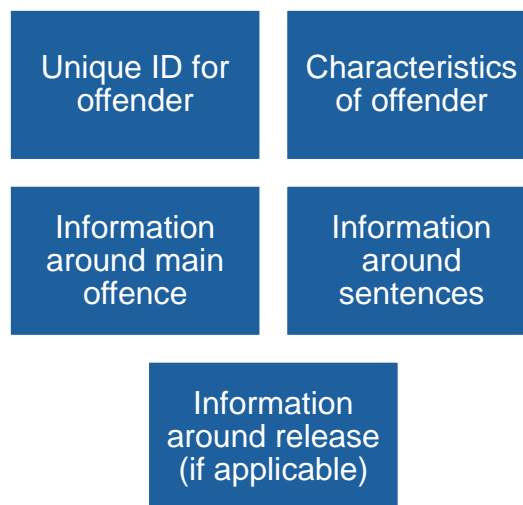 Unique ID for
offender
Characteristics
of offender
Information
around main
offence
Information
around
sentences
Information
around release
(if applicable)